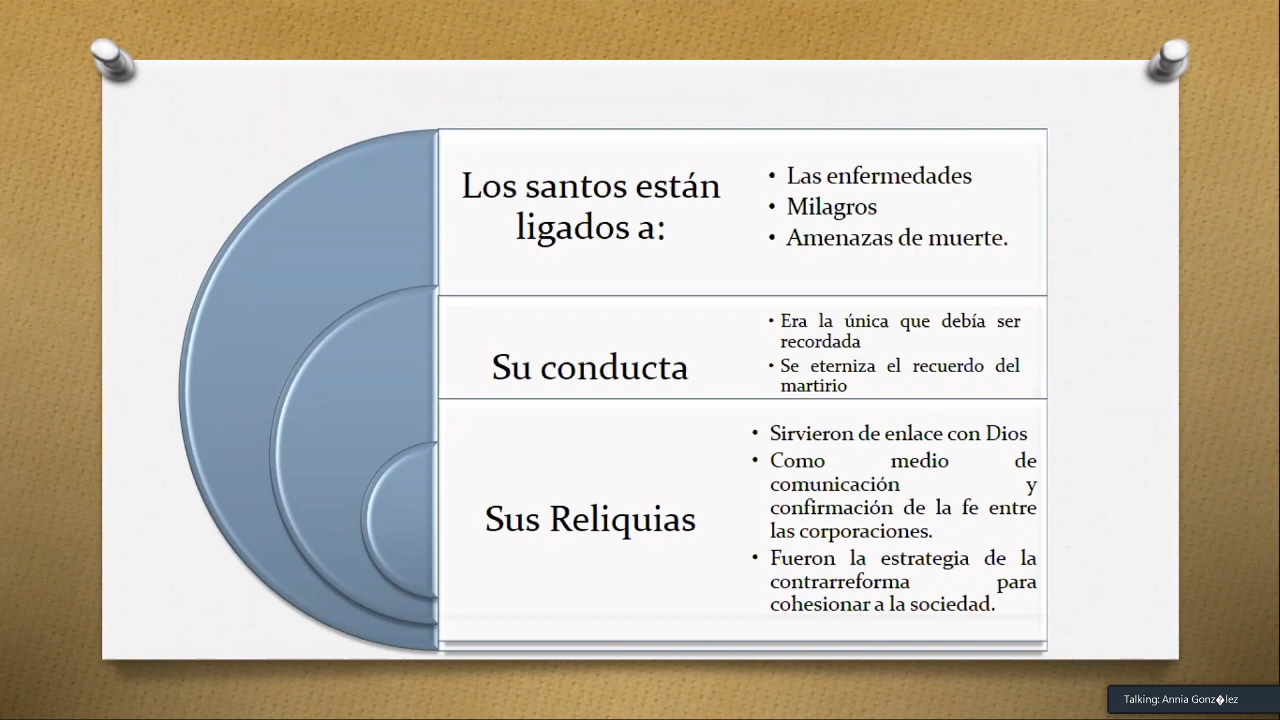 Los santos están
ligados a:
• Las enfermedades
• Milagros
• Amenazas de muerte.
Su conducta
• Era la única que debía ser
recordada
• Se eterniza el recuerdo del
martirio
Sus Reliquias
• Sirvieron de enlace con Dios
• Como medio de
comunicación y
confirmación de la fe entre
las corporaciones.
• Fueron la estrategia de la
contrarreforma para
cohesionar a la sociedad.
Talking: Annia Gonz�lez